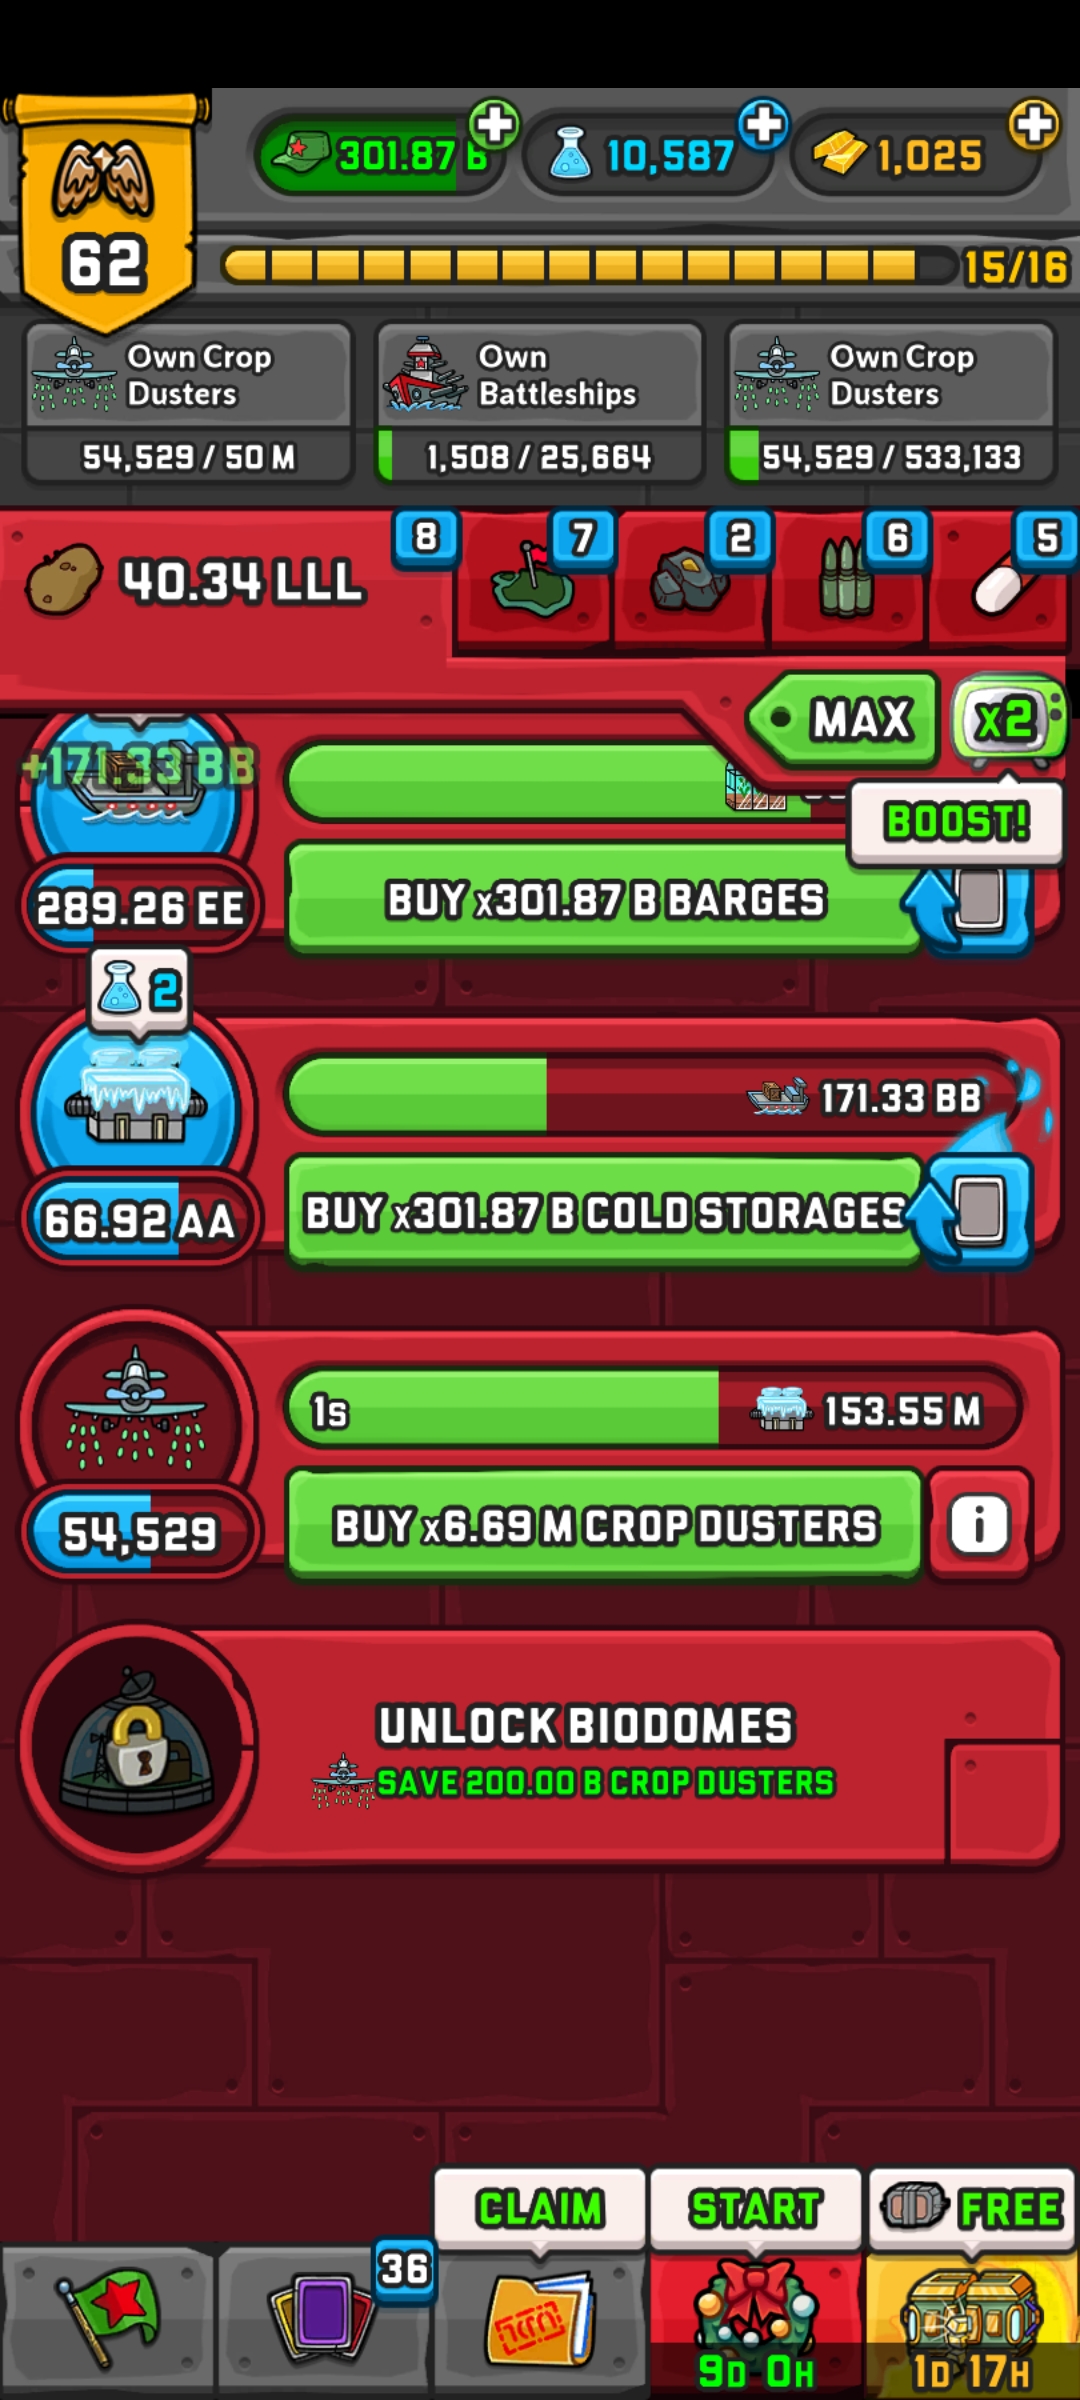 301.87 B
10,587
1,025
62
15/16
Own Crop
Dusters
54,529 / 50 M
Own
Battleships
1,508 / 25,664
Own Crop
Dusters
54,529 / 533,133
40.34 LLL
8
7
2
6
5
MAX
x2
BOOST!
+171.33 BB
289.26 EE
BUY x301.87 B BARGES
2
171.33 BB
66.92 AA
BUY x301.87 B COLD STORAGES
1s
153.55 M
54,529
BUY x6.69 M CROP DUSTERS
i
UNLOCK BIODOMES
SAVE 200.00 B CROP DUSTERS
CLAIM
START
FREE
36
9D 0H
1D 17H